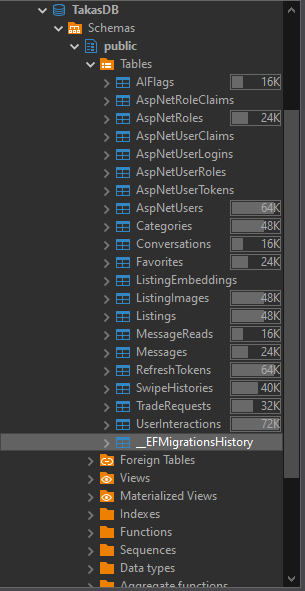 TakasDB
Schemas
public
Tables
AIFlags 16K
AspNetRoleClaims
AspNetRoles 24K
AspNetUserClaims
AspNetUserLogins
AspNetUserRoles
AspNetUserTokens
AspNetUsers 64K
Categories 48K
Conversations 16K
Favorites 24K
ListingEmbeddings
ListingImages 48K
Listings 48K
MessageReads 16K
Messages 24K
RefreshTokens 64K
SwipeHistories 40K
TradeRequests 32K
UserInteractions 72K
__EFMigrationsHistory
Foreign Tables
Views
Materialized Views
Indexes
Functions
Sequences
Data types
Aggregate functions